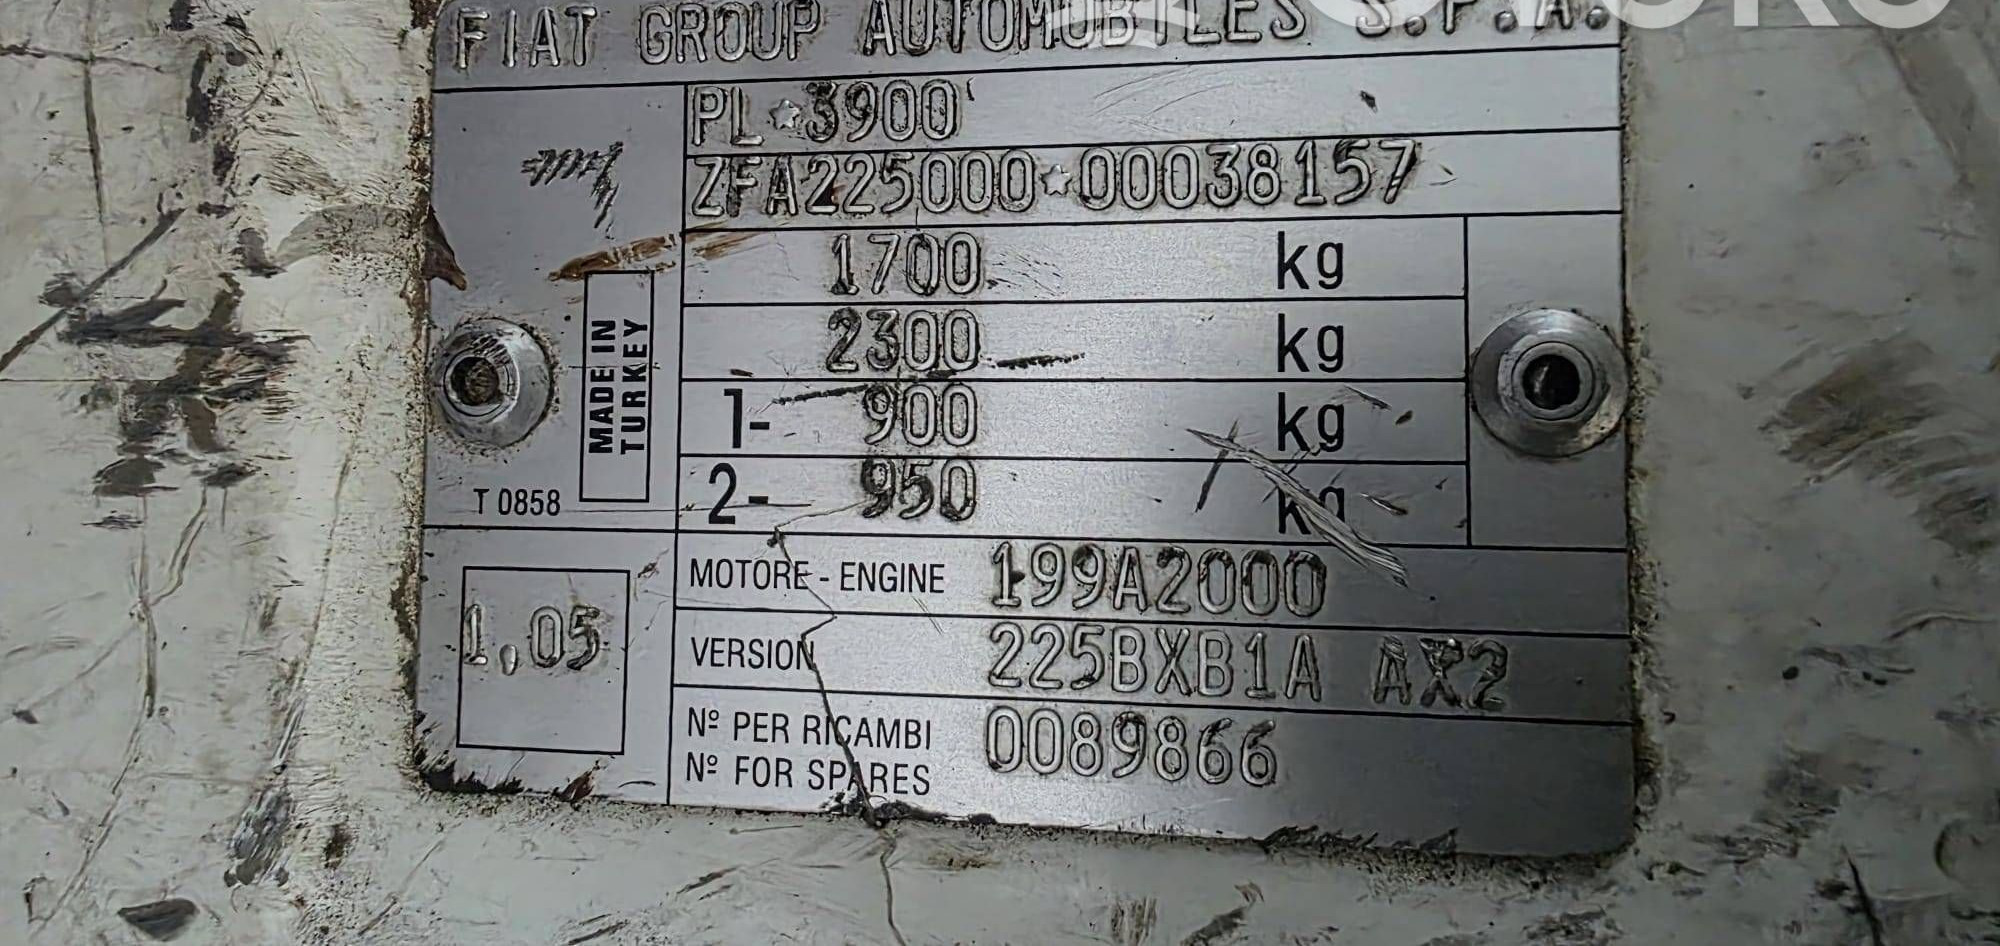 FIAT GROUP AUTOMOBILES S.P.A.
PL*3900
ZFA225000*00038157
1700 kg
2300 kg
1- 900 kg
2- 950 kg
MADE IN
TURKEY
T 0858
1,05
MOTORE - ENGINE 199A2000
VERSION 225BXB1A AX2
Nº PER RICAMBI
Nº FOR SPARES
0089866